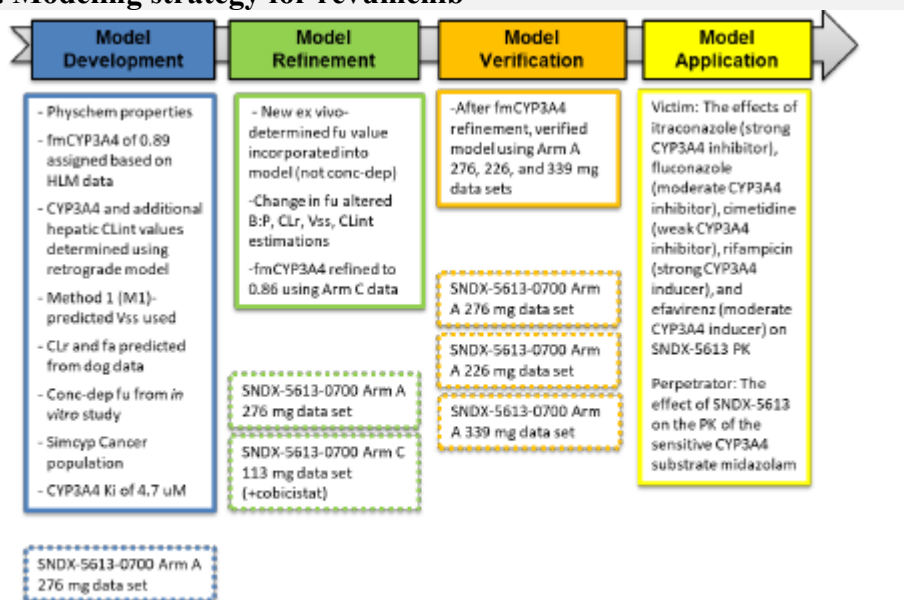 . Modeling strategy for revumenib
Model
Development
- Physchem properties
- fmCYP3A4 of 0.89
assigned based on
HLM data
- CYP3A4 and additional
hepatic CLint values
determined using
retrograde model
- Method 1 (M1)-
predicted Vss used
- CLr and fa predicted
from dog data
- Conc-dep fu from in
vitro study
- Simcyp Cancer
population
- CYP3A4 Ki of 4.7 uM
SNDX-5613-0700 Arm A
276 mg data set
Model
Refinement
- New ex vivo-
determined fu value
incorporated into
model (not conc-dep)
-Change in fu altered
B:P, CLr, Vss, CLint
estimations
-fmCYP3A4 refined to
0.86 using Arm C data
SNDX-5613-0700 Arm A
276 mg data set
SNDX-5613-0700 Arm C
113 mg data set
(+cobicistat)
Model
Verification
-After fmCYP3A4
refinement, verified
model using Arm A
276, 226, and 339 mg
data sets
SNDX-5613-0700 Arm
A 276 mg data set
SNDX-5613-0700 Arm
A 226 mg data set
SNDX-5613-0700 Arm
A 339 mg data set
Model
Application
Victim: The effects of
itraconazole (strong
CYP3A4 inhibitor),
fluconazole
(moderate CYP3A4
inhibitor), cimetidine
(weak CYP3A4
inhibitor), rifampicin
(strong CYP3A4
inducer), and
efavirenz (moderate
CYP3A4 inducer) on
SNDX-5613 PK
Perpetrator: The
effect of SNDX-5613
on the PK of the
sensitive CYP3A4
substrate midazolam